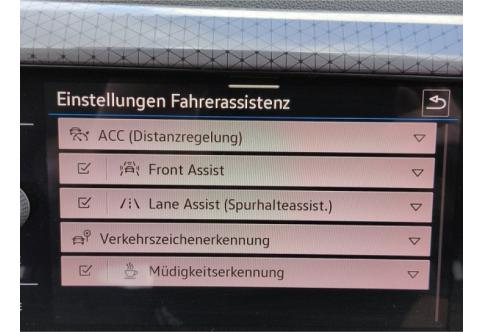 Einstellungen Fahrerassistenz
ACC (Distanzregelung)
Front Assist
Lane Assist (Spurhalteassist.)
Verkehrszeichenerkennung
Müdigkeitserkennung